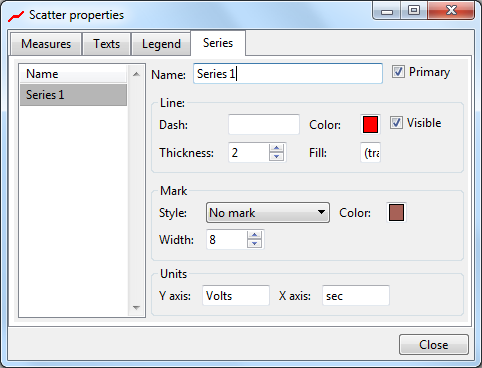 Scatter properties
Measures Texts Legend Series
Name
Series 1
Name: Series 1 Primary
Line:
Dash: Color: Visible
Thickness: 2 Fill: (tra
Mark
Style: No mark Color:
Width: 8
Units
Y axis: Volts X axis: sec
Close